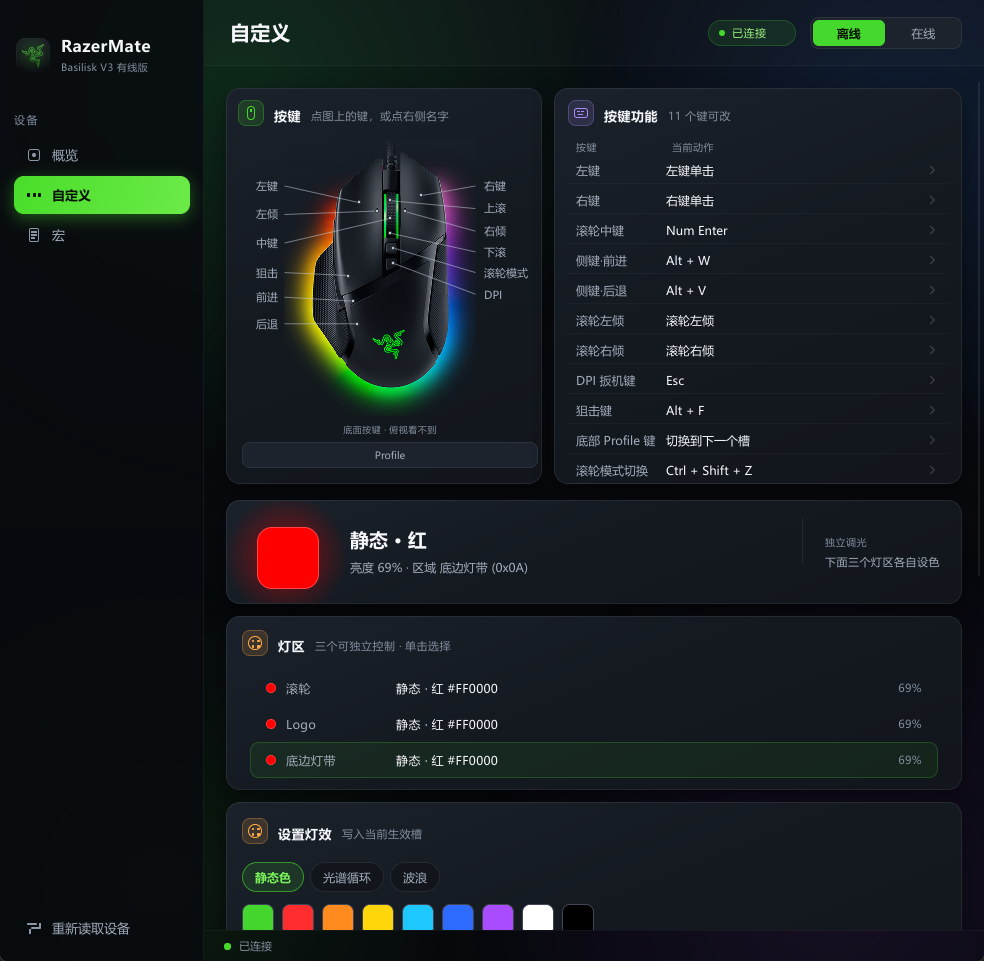 RazerMate
Basilisk V3 有线版
设备
概览
自定义
宏
重新读取设备
自定义
已连接
离线
在线
按键 点图上的键，或点右侧名字
左键
左倾
中键
狙击
前进
后退
右键
上滚
右倾
下滚
滚轮模式
DPI
底面按键 · 俯视看不到
Profile
按键功能 11 个键可改
按键 当前动作
左键 左键单击
右键 右键单击
滚轮中键 Num Enter
侧键·前进 Alt + W
侧键·后退 Alt + V
滚轮左倾 滚轮左倾
滚轮右倾 滚轮右倾
DPI 扳机键 Esc
狙击键 Alt + F
底部 Profile 键 切换到下一个槽
滚轮模式切换 Ctrl + Shift + Z
静态 · 红
亮度 69% · 区域 底边灯带 (0x0A)
独立调光
下面三个灯区各自设色
灯区 三个可独立控制 · 单击选择
滚轮 静态 · 红 #FF0000 69%
Logo 静态 · 红 #FF0000 69%
底边灯带 静态 · 红 #FF0000 69%
设置灯效 写入当前生效槽
静态色
光谱循环
波浪
已连接